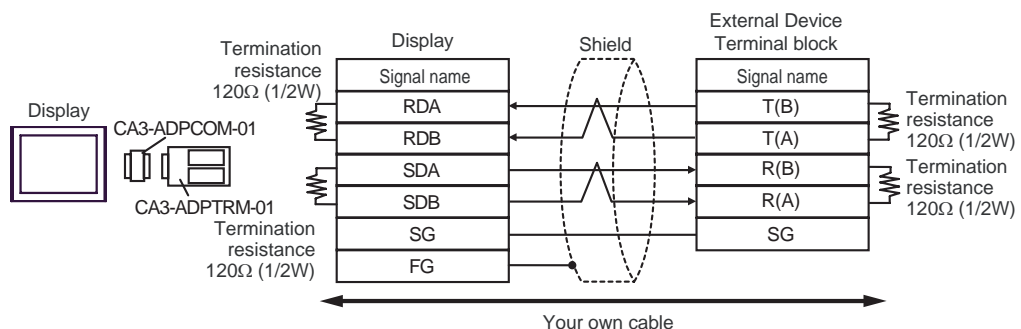 External Device
Terminal block
Display
Shield
Termination
resistance
120Ω (1/2W)
Signal name
Signal name
Display
CA3-ADPCOM-01
CA3-ADPTRM-01
RDA
T(B)
RDB
T(A)
SDA
R(B)
SDB
R(A)
SG
SG
FG
Termination
resistance
120Ω (1/2W)
Termination
resistance
120Ω (1/2W)
Termination
resistance
120Ω (1/2W)
Your own cable